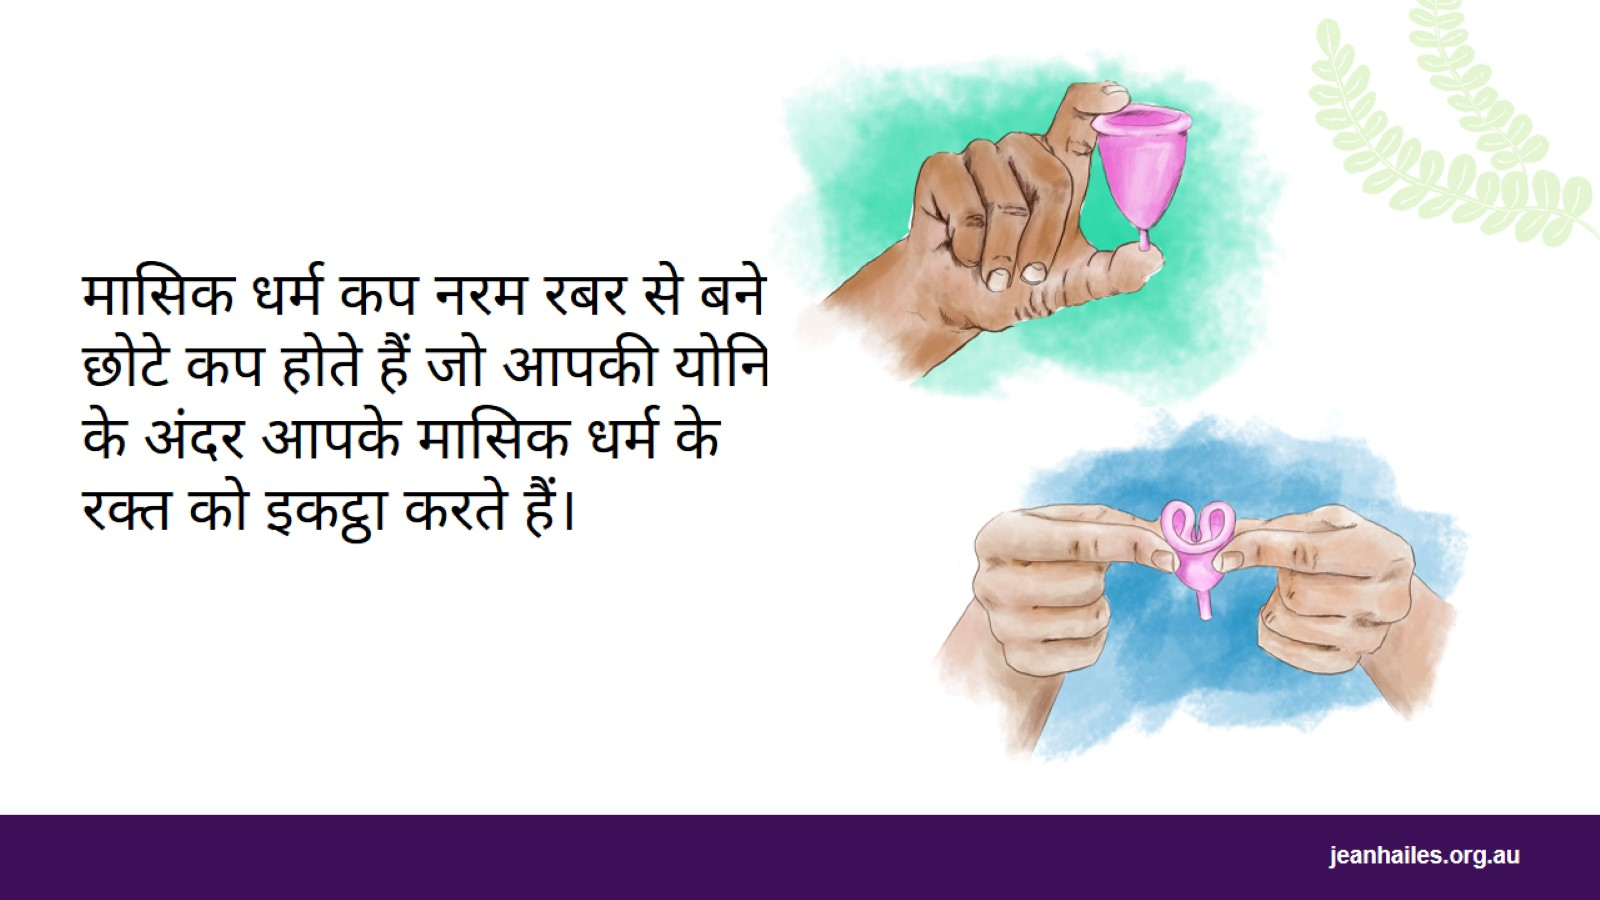 मासिक धर्म कप नरम रबर से बने
छोटे कप होते हैं जो आपकी योनि
के अंदर आपके मासिक धर्म के
रक्त को इकट्ठा करते हैं।
jeanhailes.org.au